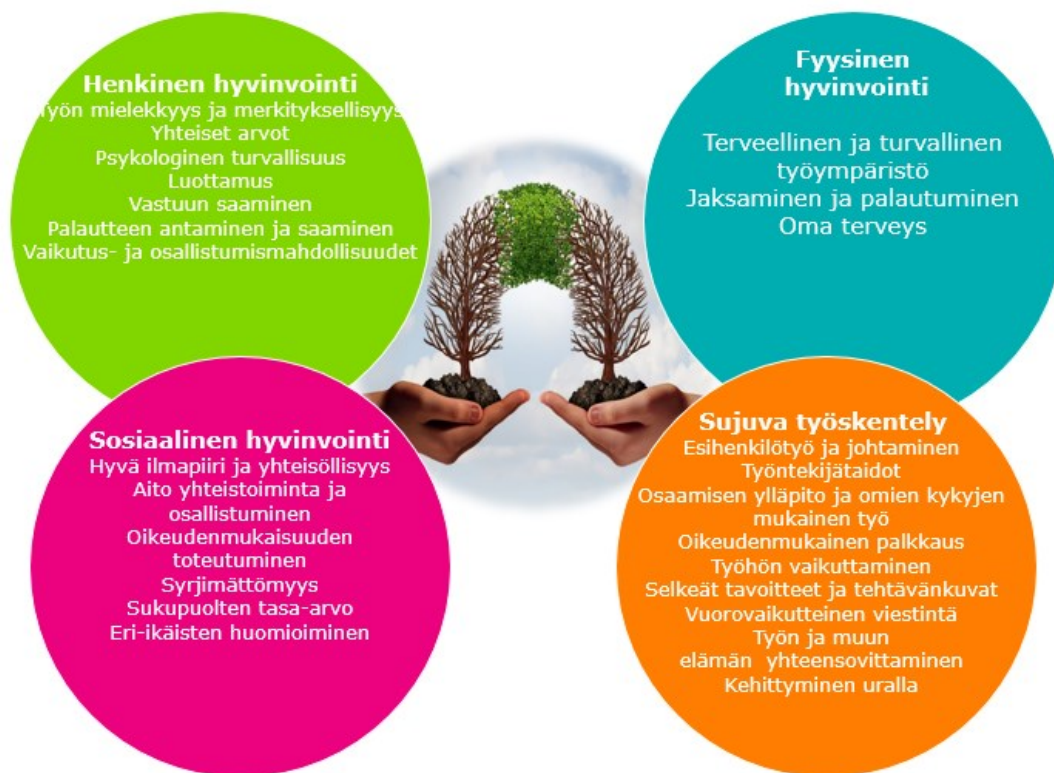 Henkinen hyvinvointi
Työn mielekkyys ja merkityksellisyys
Yhteiset arvot
Psykologinen turvallisuus
Luottamus
Vastuun saaminen
Palautteen antaminen ja saaminen
Vaikutus- ja osallistumismahdollisuudet
Fyysinen
hyvinvointi
Terveellinen ja turvallinen
työympäristö
Jaksaminen ja palautuminen
Oma terveys
Sosiaalinen hyvinvointi
Hyvä ilmapiiri ja yhteisöllisyys
Aito yhteistoiminta ja
osallistuminen
Oikeudenmukaisuuden
toteutuminen
Syrjimättömyys
Sukupuolten tasa-arvo
Eri-ikäisten huomioiminen
Sujuva työskentely
Esihenkilötyö ja johtaminen
Työntekijätaidot
Osaamisen ylläpito ja omien kykyjen
mukainen työ
Oikeudenmukainen palkkaus
Työhön vaikuttaminen
Selkeät tavoitteet ja tehtävänkuvat
Vuorovaikutteinen viestintä
Työn ja muun
elämän yhteensovittaminen
Kehittyminen uralla